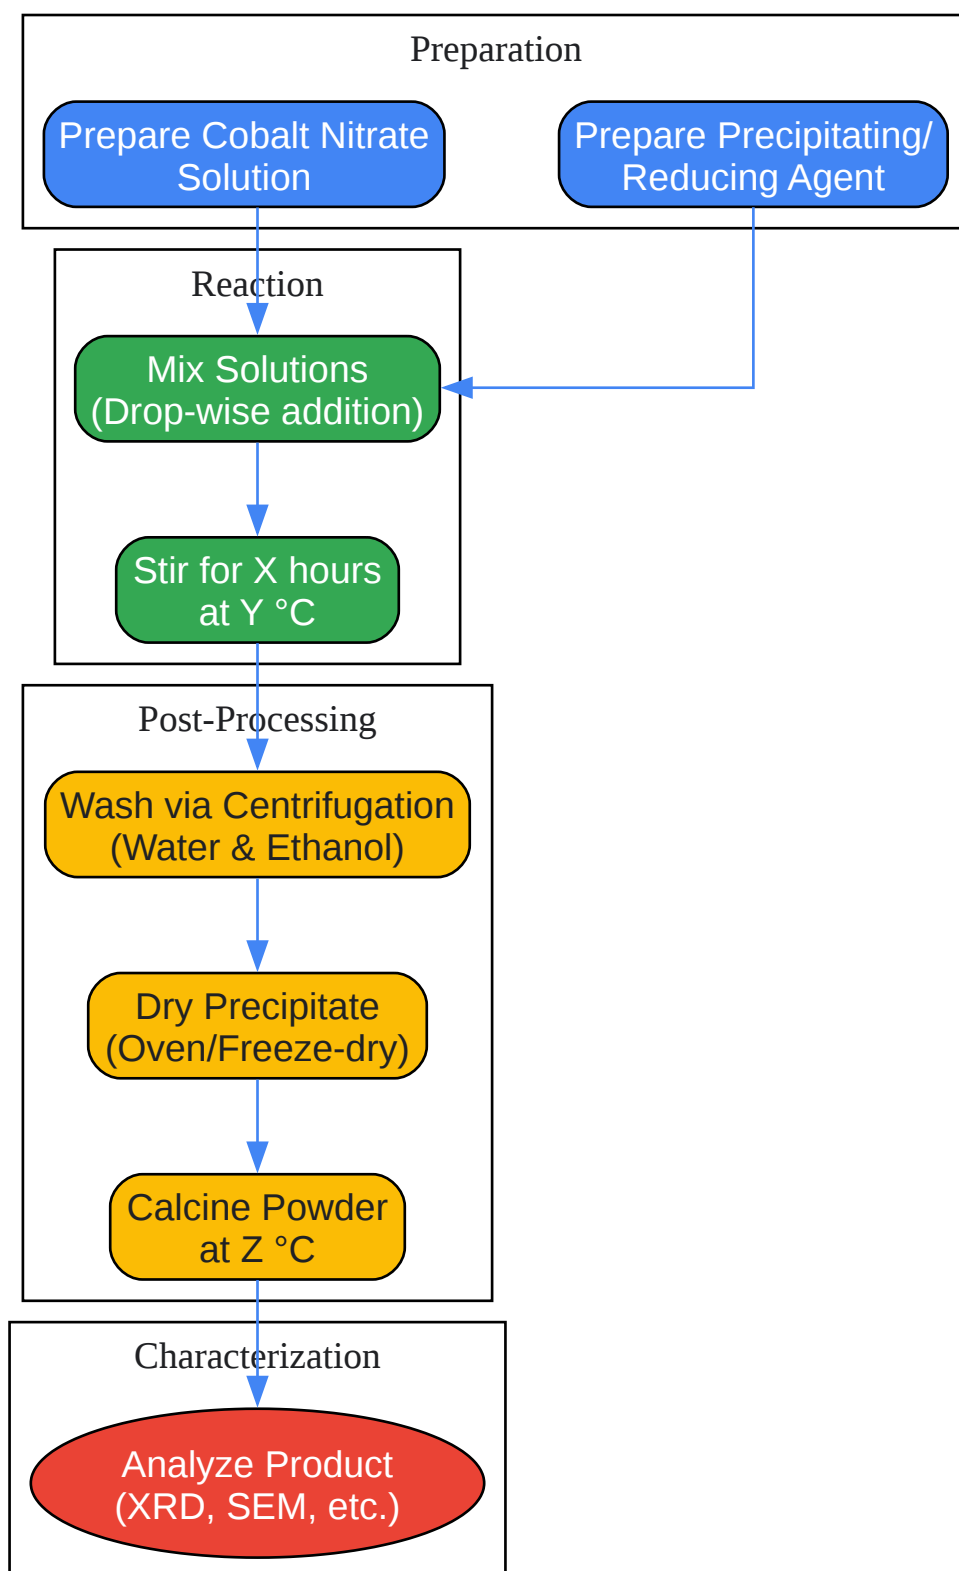 Preparation
Prepare Cobalt Nitrate
Solution
Prepare Precipitating/
Reducing Agent
Reaction
Mix Solutions
(Drop-wise addition)
Stir for X hours
at Y °C
Post-Processing
Wash via Centrifugation
(Water & Ethanol)
Dry Precipitate
(Oven/Freeze-dry)
Calcine Powder
at Z °C
Characterization
Analyze Product
(XRD, SEM, etc.)